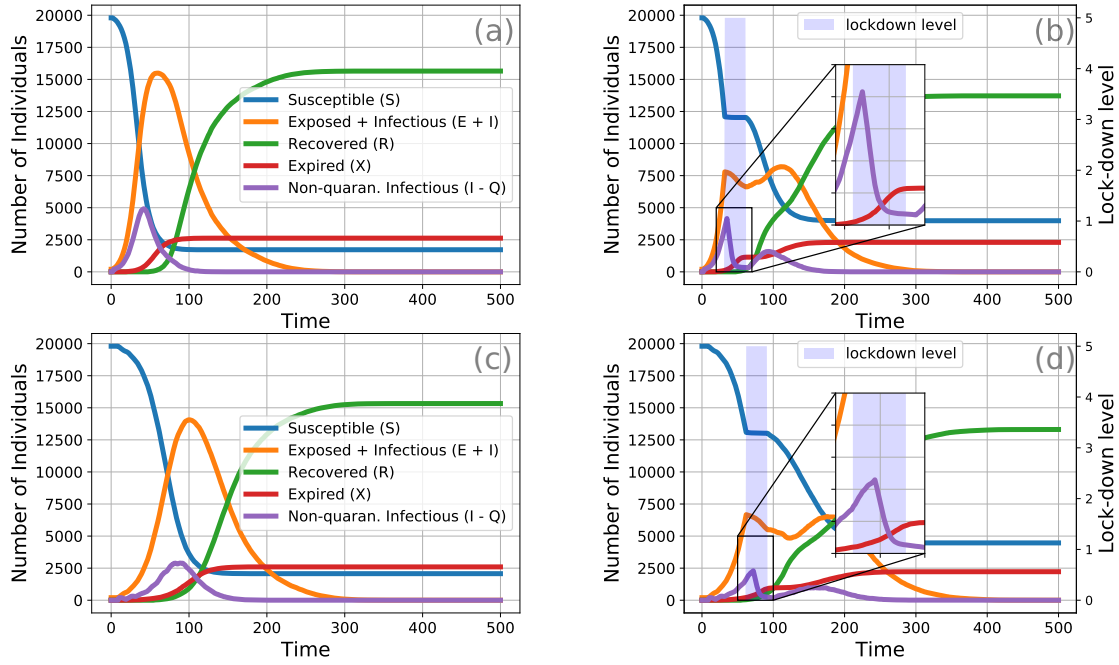 (a)
Number of Individuals
20000
17500
15000
12500
10000
7500
5000
2500
0
Susceptible (S)
Exposed + Infectious (E + I)
Recovered (R)
Expired (X)
Non-quaran. Infectious (I - Q)
0 100 200 300 400 500
Time
(b)
Number of Individuals
20000
17500
15000
12500
10000
7500
5000
2500
0
lockdown level
5
4
3
2
1
0
Lock-down level
0 100 200 300 400 500
Time
(c)
Number of Individuals
20000
17500
15000
12500
10000
7500
5000
2500
0
Susceptible (S)
Exposed + Infectious (E + I)
Recovered (R)
Expired (X)
Non-quaran. Infectious (I - Q)
0 100 200 300 400 500
Time
(d)
Number of Individuals
20000
17500
15000
12500
10000
7500
5000
2500
0
lockdown level
5
4
3
2
1
0
Lock-down level
0 100 200 300 400 500
Time